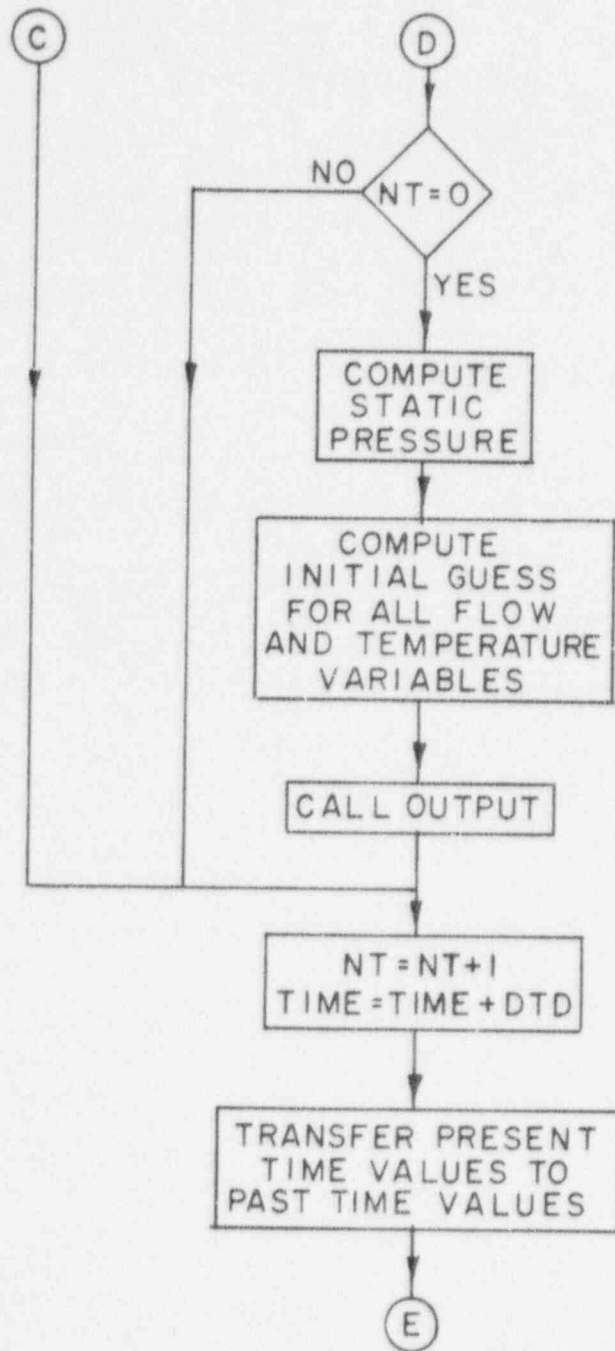 C
D
NO
NT=0
YES
COMPUTE
STATIC
PRESSURE
COMPUTE
INITIAL GUESS
FOR ALL FLOW
AND TEMPERATURE
VARIABLES
CALL OUTPUT
NT=NT+1
TIME=TIME+DTD
TRANSFER PRESENT
TIME VALUES TO
PAST TIME VALUES
E